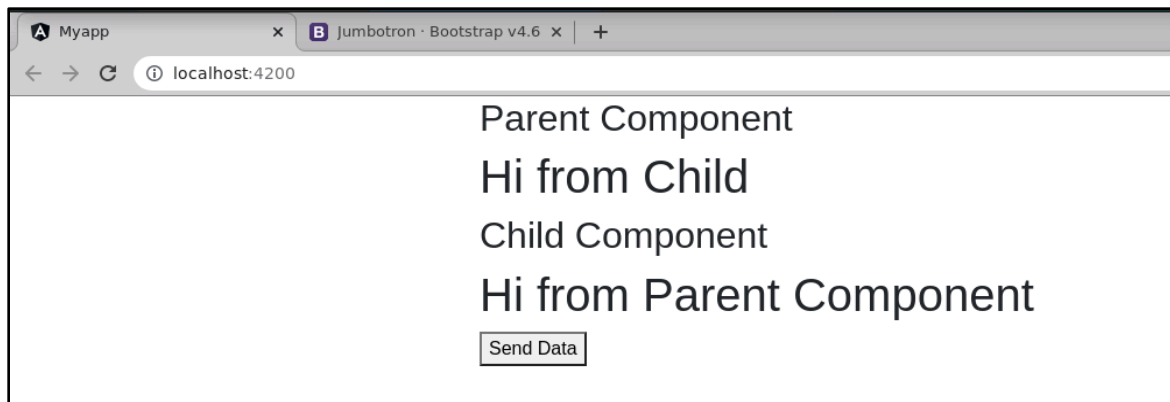 Myapp
Jumbotron · Bootstrap v4.6
localhost:4200
Parent Component
Hi from Child
Child Component
Hi from Parent Component
Send Data